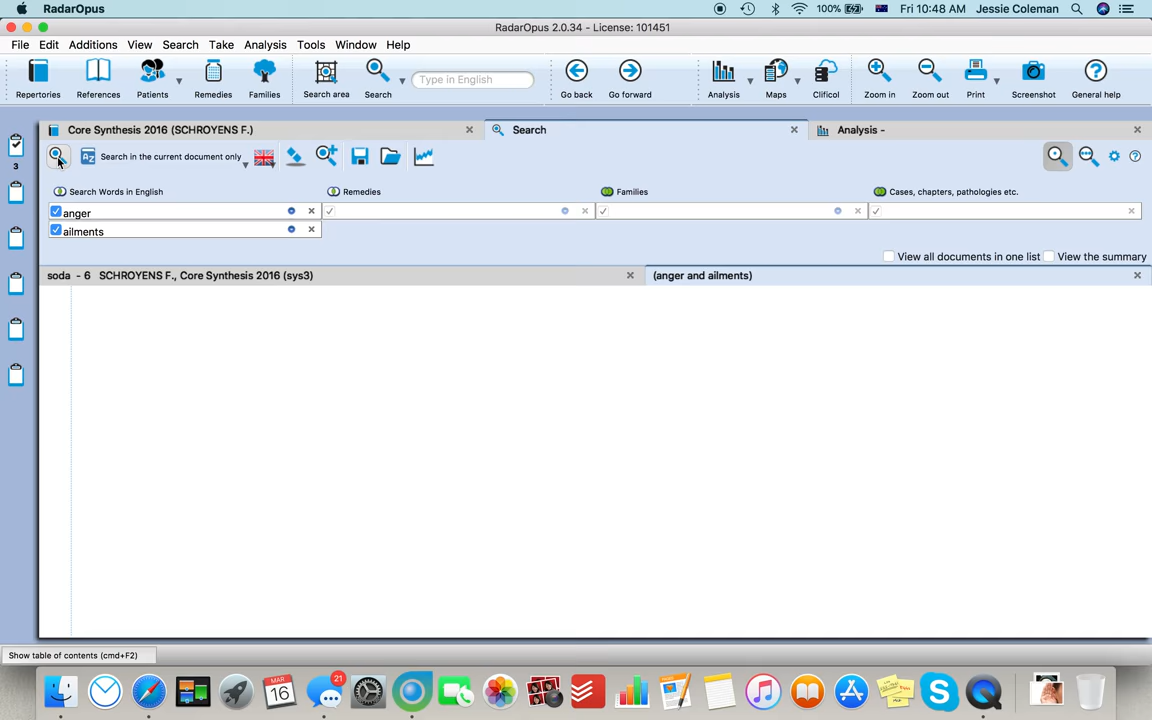 RadarOpus File Edit Additions View Search Take Analysis Tools Window Help
100% Fri 10:48 AM Jessie Coleman
RadarOpus 2.0.34 - License: 101451
Repertories References Patients Remedies Families Search area Search Type in English Go back Go forward Analysis Maps Clificol Zoom in Zoom out Print Screenshot General help
Core Synthesis 2016 (SCHROYENS F.) Search Analysis -
3
AZ Search in the current document only
Search Words in English Remedies Families Cases, chapters, pathologies etc.
anger
ailments
View all documents in one list View the summary
soda - 6 SCHROYENS F., Core Synthesis 2016 (sys3) (anger and ailments)
Show table of contents (cmd+F2)
MAR
16
21